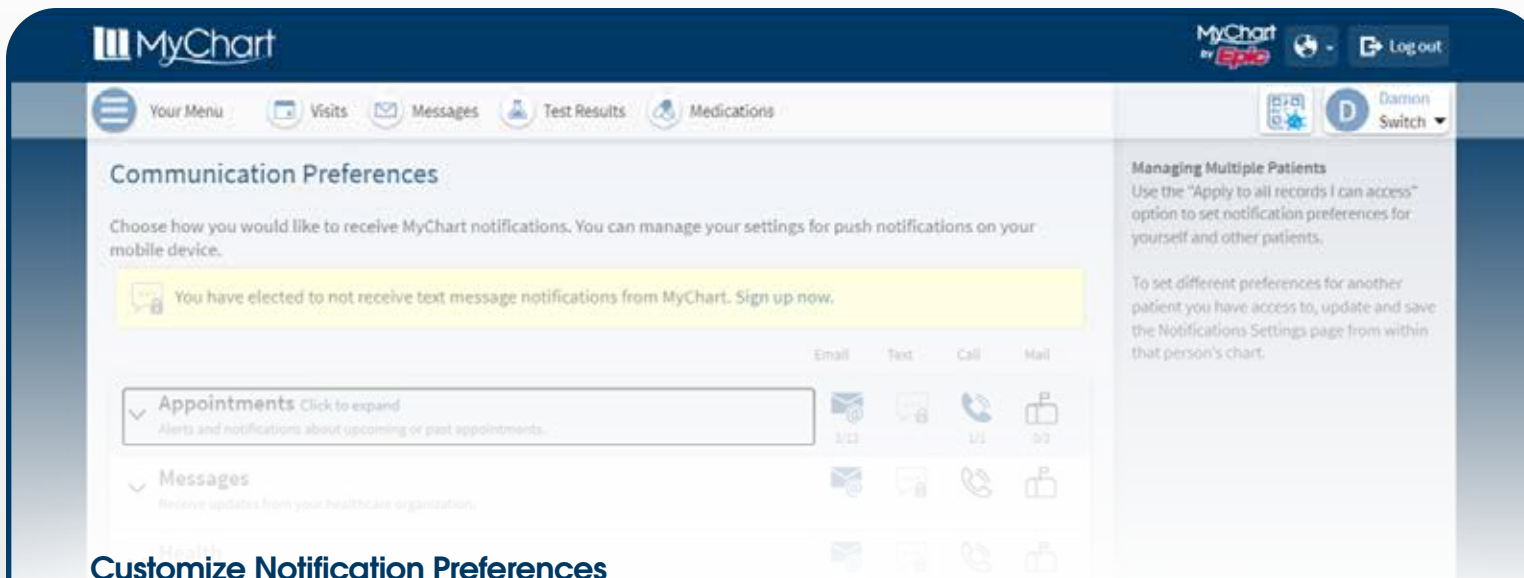 MyChart
MyChart
BY Epic
Log out
Your Menu
Visits
Messages
Test Results
Medications
D
Damon
Switch
Communication Preferences
Choose how you would like to receive MyChart notifications. You can manage your settings for push notifications on your
mobile device.
You have elected to not receive text message notifications from MyChart. Sign up now.
Email Text Call Mail
Appointments Click to expand
Alerts and notifications about upcoming or past appointments.
1/1
Messages
Receive updates from your healthcare organization.
Health
Customize Notification Preferences
Managing Multiple Patients
Use the "Apply to all records I can access"
option to set notification preferences for
yourself and other patients.
To set different preferences for another
patient you have access to, update and save
the Notifications Settings page from within
that person's chart.